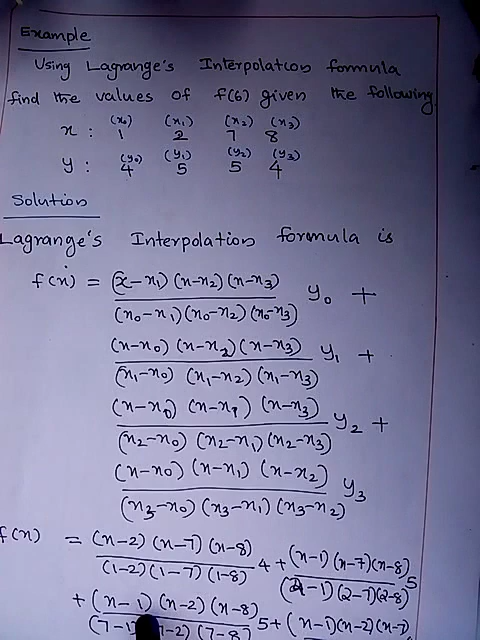 Example
Using Lagrange's Interpolation formula
find the values of f(6) given the following
(x0) (x1) (x2) (x3)
x : 1 2 7 8
(y0) (y1) (y2) (y3)
y : 4 5 5 4
Solution
Lagrange's Interpolation formula is
f(x) = (x-x1)(x-x2)(x-x3) y0 +
(x0-x1)(x0-x2)(x0-x3)
(x-x0)(x-x2)(x-x3) y1 +
(x1-x0)(x1-x2)(x1-x3)
(x-x0)(x-x1)(x-x3) y2 +
(x2-x0)(x2-x1)(x2-x3)
(x-x0)(x-x1)(x-x2) y3
(x3-x0)(x3-x1)(x3-x2)
f(x) = (x-2)(x-7)(x-8) 4 + (x-1)(x-7)(x-8) 5
(1-2)(1-7)(1-8) (2-1)(2-7)(2-8)
+ (x-1)(x-2)(x-8) 5 + (x-1)(x-2)(x-7)
(7-2)(7-8)